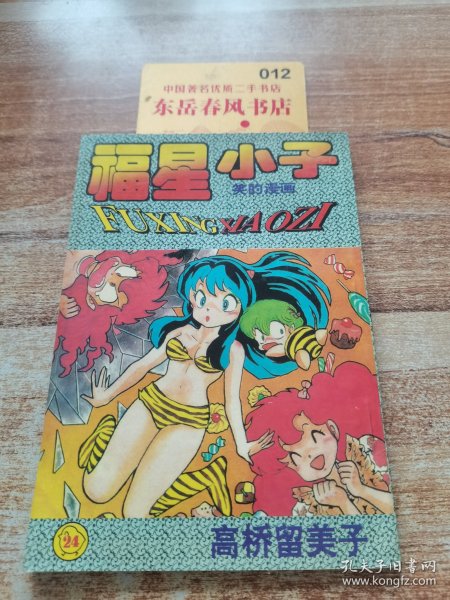 012
中国著名优质二手书店
东岳春风书店
福星小子
笑的漫画
FUXINGXIAOZI
24
高桥留美子
孔夫子旧书网
www.kongfz.com